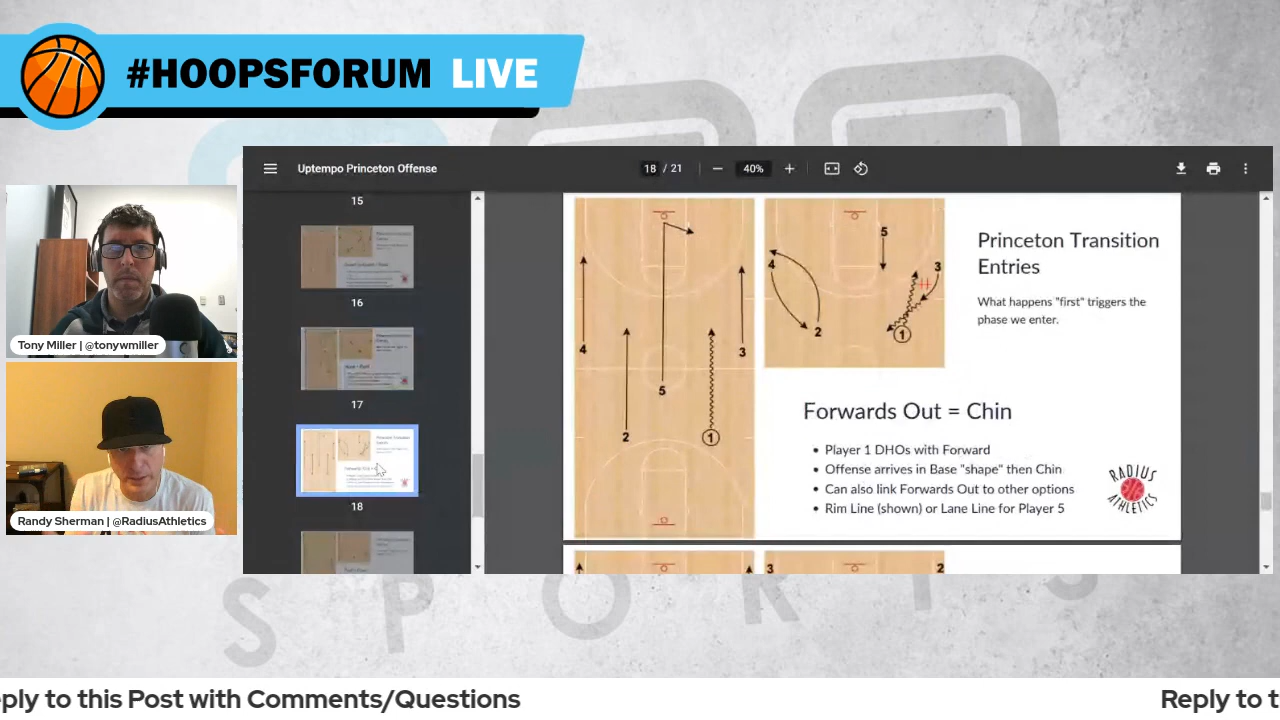 #HOOPSFORUM LIVE
Uptempo Princeton Offense
18 / 21
40%
15
16
17
18
Tony Miller | @tonywmiller
Randy Sherman | @RadiusAthletics
4
2
5
3
1
5
4
3
2
1
Princeton Transition
Entries
What happens "first" triggers the
phase we enter.
Forwards Out = Chin
Player 1 DHOs with Forward
Offense arrives in Base "shape" then Chin
Can also link Forwards Out to other options
Rim Line (shown) or Lane Line for Player 5
RADIUS
ATHLETICS
3
2
SPORTS
eply to this Post with Comments/Questions
Reply to t